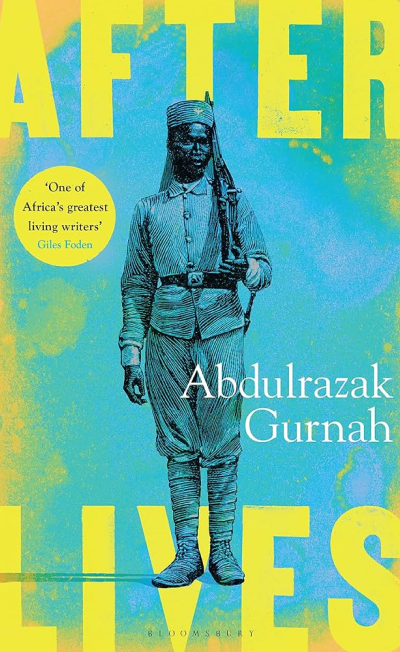 AFTER
'One of
Africa's greatest
living writers'
Giles Foden
Abdulrazak
Gurnah
LIVES
BLOOMSBURY